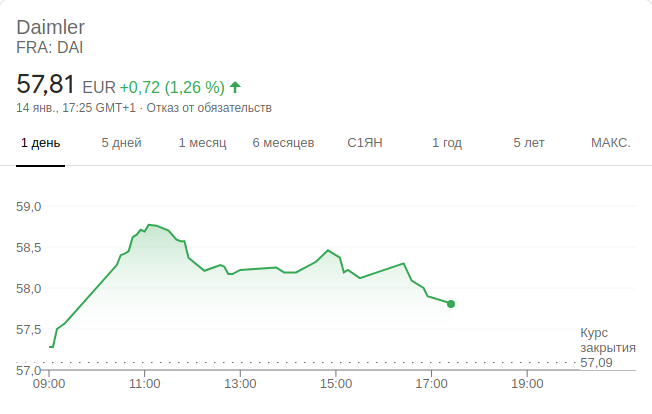 Daimler
FRA: DAI
57,81 EUR +0,72 (1,26 %)
14 янв., 17:25 GMT+1 · Отказ от обязательств
1 день 5 дней 1 месяц 6 месяцев С1ЯН 1 год 5 лет МАКС.
59,0
58,5
58,0
57,5
57,0
Курс
закрытия
57,09
09:00 11:00 13:00 15:00 17:00 19:00